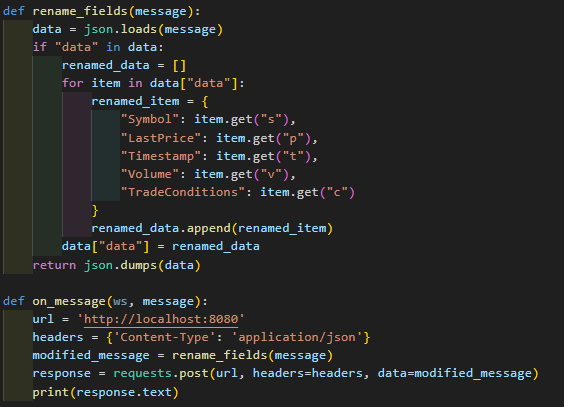 def rename_fields(message):
    data = json.loads(message)
    if "data" in data:
        renamed_data = []
        for item in data["data"]:
            renamed_item = {
                "Symbol": item.get("s"),
                "LastPrice": item.get("p"),
                "Timestamp": item.get("t"),
                "Volume": item.get("v"),
                "TradeConditions": item.get("c")
            }
            renamed_data.append(renamed_item)
        data["data"] = renamed_data
    return json.dumps(data)

def on_message(ws, message):
    url = 'http://localhost:8080'
    headers = {'Content-Type': 'application/json'}
    modified_message = rename_fields(message)
    response = requests.post(url, headers=headers, data=modified_message)
    print(response.text)